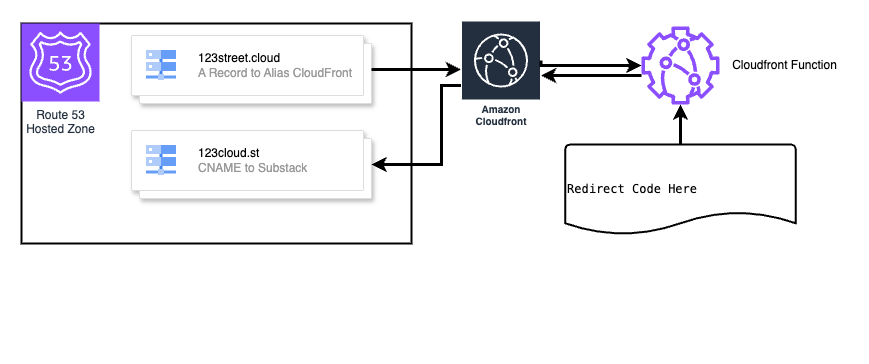 53
Route 53
Hosted Zone
123street.cloud
A Record to Alias CloudFront
123cloud.st
CNAME to Substack
Amazon
Cloudfront
Cloudfront Function
Redirect Code Here